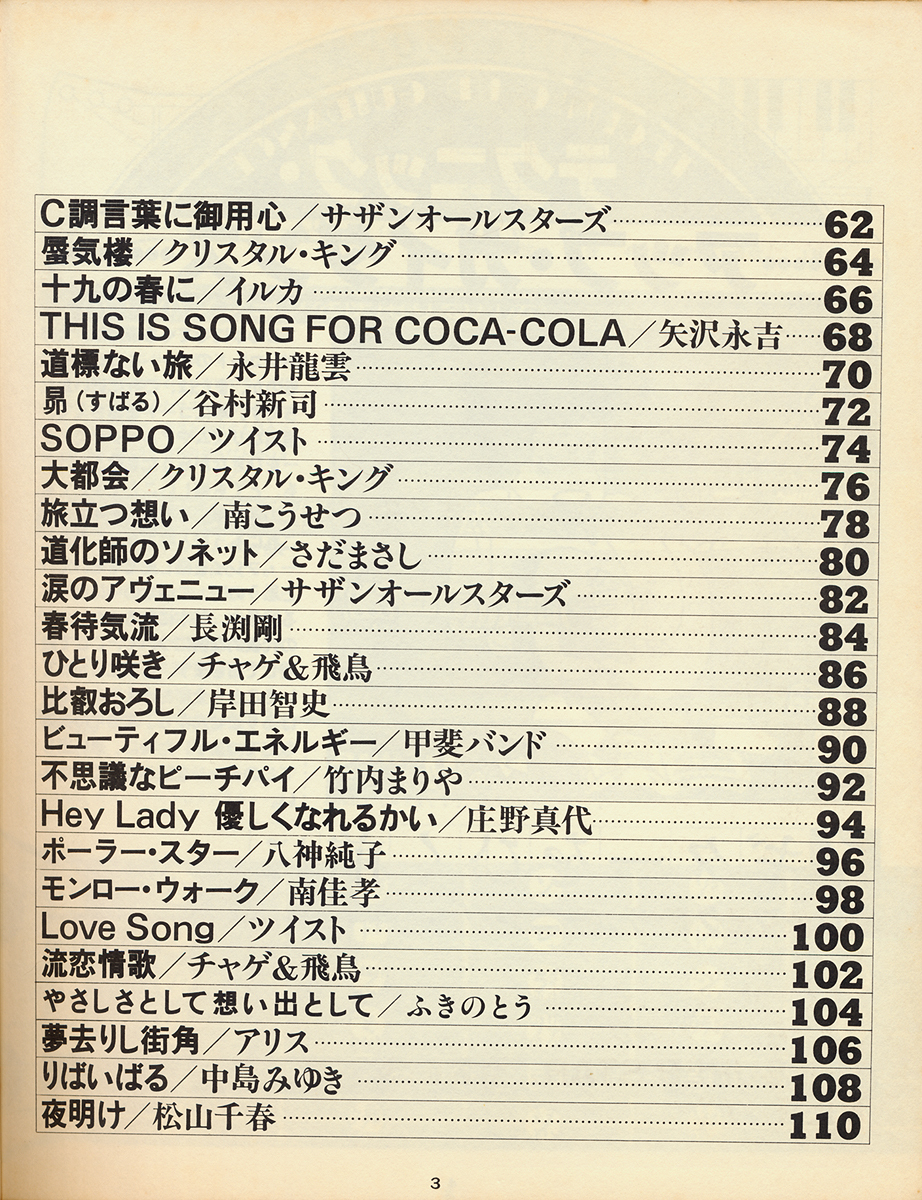 C調言葉に御用心／サザンオールスターズ……62
蜃気楼／クリスタル・キング……64
十九の春に／イルカ……66
THIS IS SONG FOR COCA-COLA／矢沢永吉……68
道標ない旅／永井龍雲……70
昴（すばる）／谷村新司……72
SOPPO／ツイスト……74
大都会／クリスタル・キング……76
旅立つ想い／南こうせつ……78
道化師のソネット／さだまさし……80
涙のアヴェニュー／サザンオールスターズ……82
春待気流／長渕剛……84
ひとり咲き／チャゲ&飛鳥……86
比叡おろし／岸田智史……88
ビューティフル・エネルギー／甲斐バンド……90
不思議なピーチパイ／竹内まりや……92
Hey Lady 優しくなれるかい／庄野真代……94
ポーラー・スター／八神純子……96
モンロー・ウォーク／南佳孝……98
Love Song／ツイスト……100
流恋情歌／チャゲ&飛鳥……102
やさしさとして想い出として／ふきのとう……104
夢去りし街角／アリス……106
りばいばる／中島みゆき……108
夜明け／松山千春……110
3